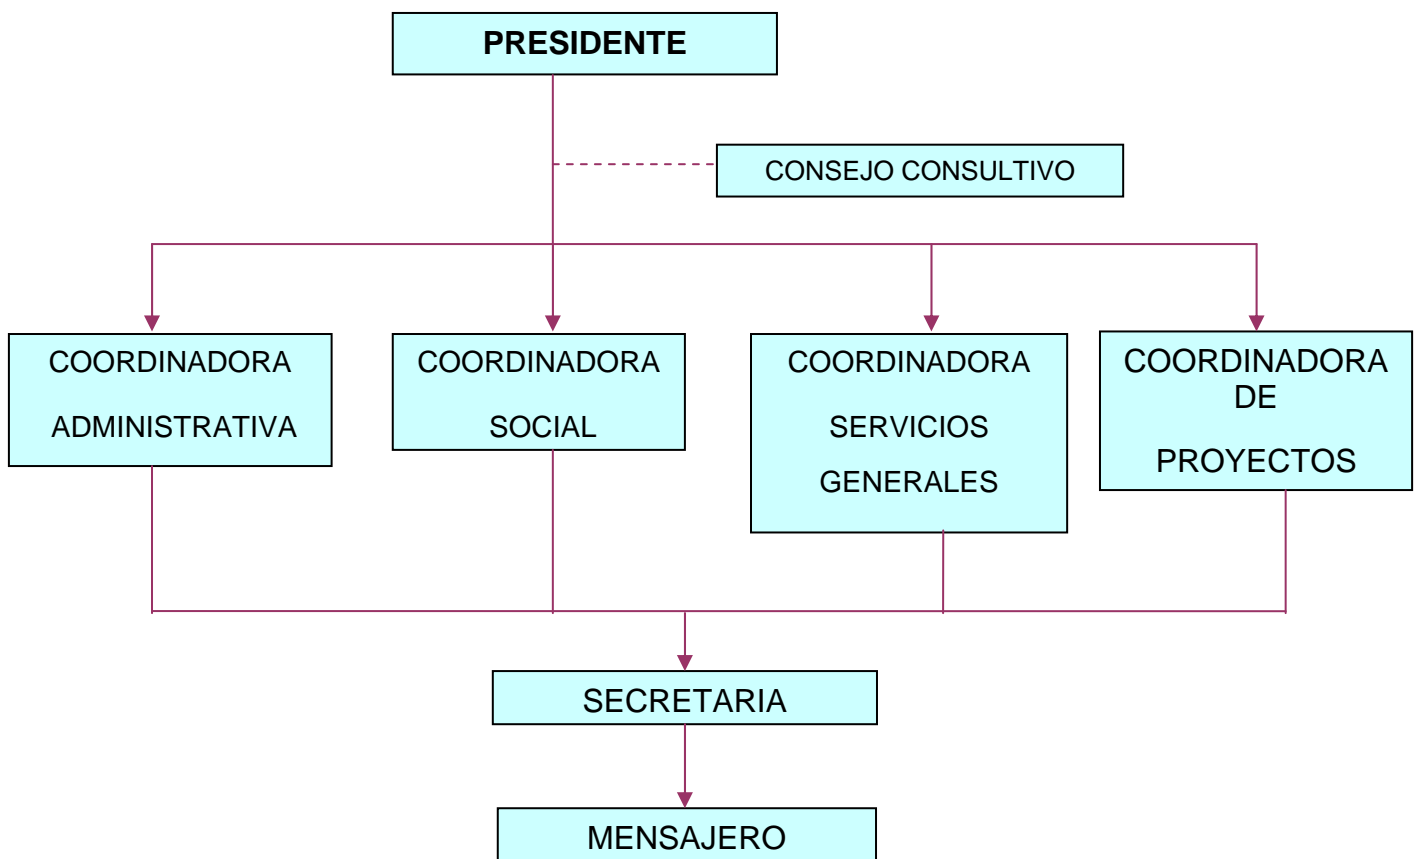 PRESIDENTE
CONSEJO CONSULTIVO
COORDINADORA
ADMINISTRATIVA
COORDINADORA
SOCIAL
COORDINADORA
SERVICIOS
GENERALES
COORDINADORA
DE
PROYECTOS
SECRETARIA
MENSAJERO